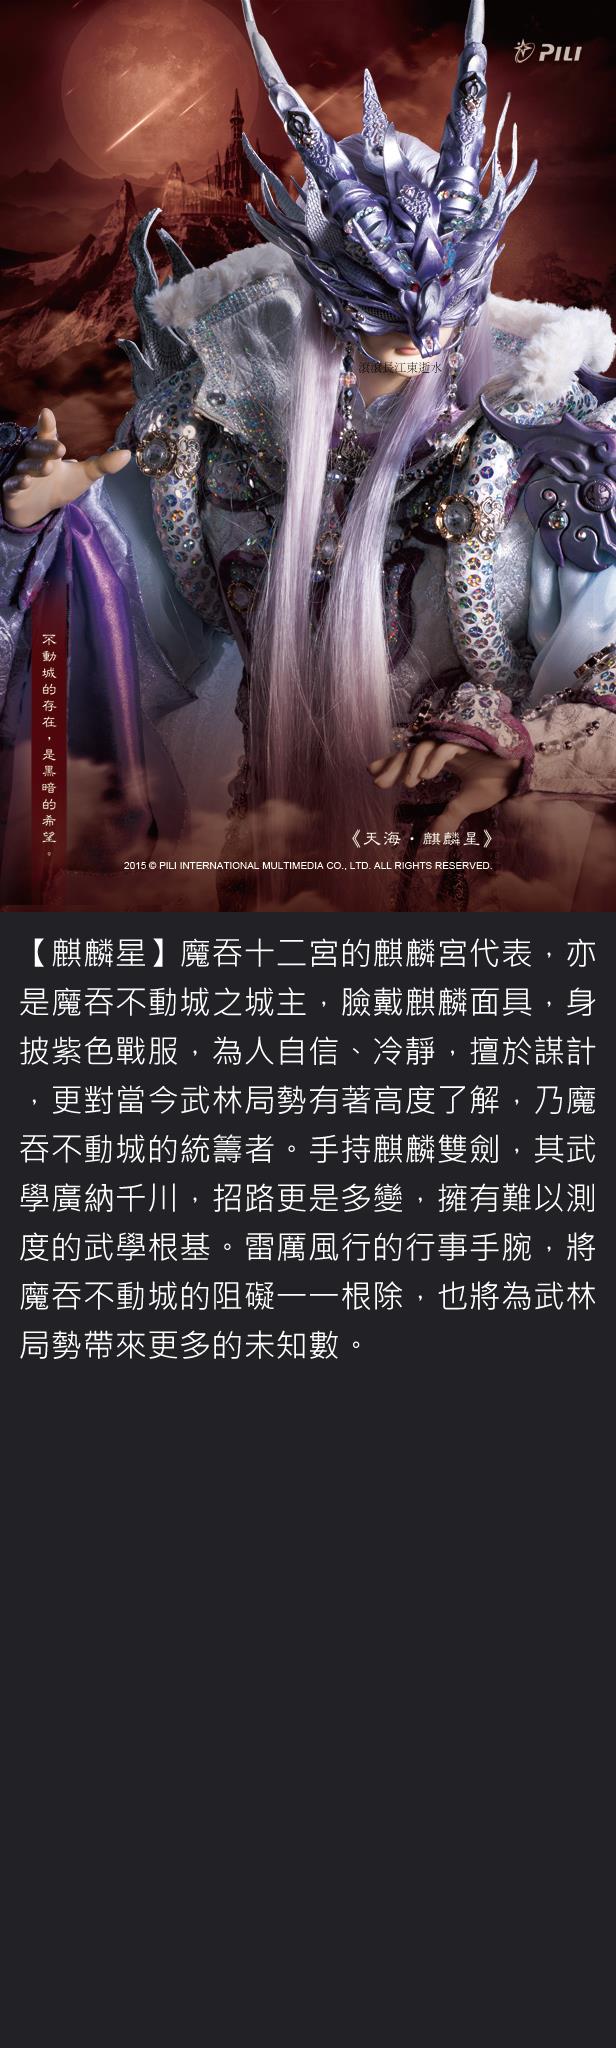 PILI
滾滾長江東逝水
不動城的存在，是黑暗的希望。
《天海·麒麟星》
2015 © PILI INTERNATIONAL MULTIMEDIA CO., LTD. ALL RIGHTS RESERVED.
【麒麟星】魔吞十二宮的麒麟宮代表，亦
是魔吞不動城之城主，臉戴麒麟面具，身
披紫色戰服，為人自信、冷靜，擅於謀計
，更對當今武林局勢有著高度了解，乃魔
吞不動城的統籌者。手持麒麟雙劍，其武
學廣納千川，招路更是多變，擁有難以測
度的武學根基。雷厲風行的行事手腕，將
魔吞不動城的阻礙一一根除，也將為武林
局勢帶來更多的未知數。